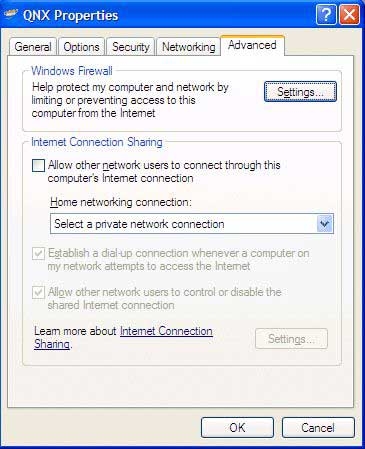 QNX Properties
General
Options
Security
Networking
Advanced
Windows Firewall
Help protect my computer and network by
limiting or preventing access to this
computer from the Internet
Settings...
Internet Connection Sharing
Allow other network users to connect through this
computer's Internet connection
Home networking connection:
Select a private network connection
Establish a dial-up connection whenever a computer on
my network attempts to access the Internet
Allow other network users to control or disable the
shared Internet connection
Learn more about Internet Connection
Sharing.
Settings...
OK
Cancel